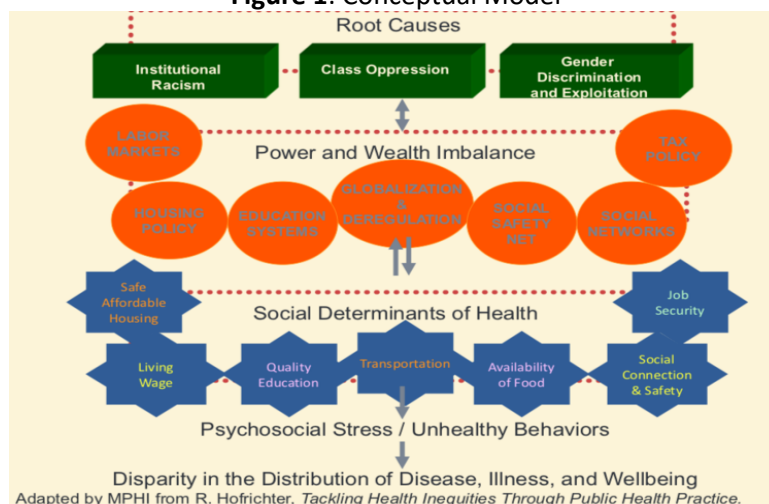 Figure 1: Conceptual Model
Root Causes
Institutional
Racism
Class Oppression
Gender
Discrimination
and Exploitation
LABOR
MARKETS
Power and Wealth Imbalance
TAX
POLICY
HOUSING
POLICY
EDUCATION
SYSTEMS
GLOBALIZATION
&
DEREGULATION
SOCIAL
SAFETY
NET
SOCIAL
NETWORKS
Safe
Affordable
Housing
Social Determinants of Health
Job
Security
Living
Wage
Quality
Education
Transportation
Availability
of Food
Social
Connection
& Safety
Psychosocial Stress / Unhealthy Behaviors
Disparity in the Distribution of Disease, Illness, and Wellbeing
Adapted by MPHI from R. Hofrichter, Tackling Health Inequities Through Public Health Practice.